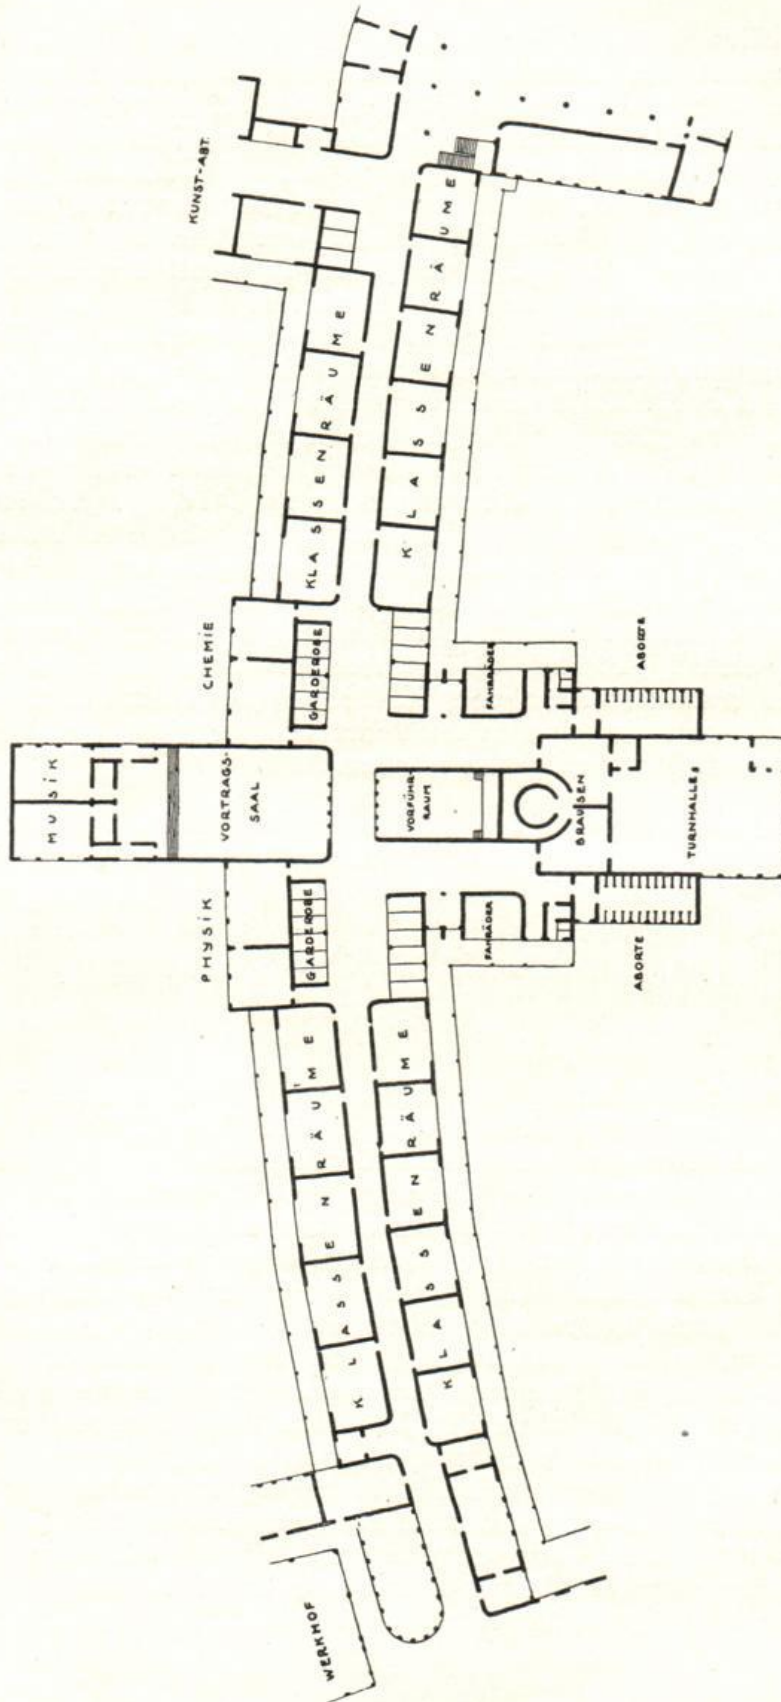 KUNST-ABT.
KLASSENRÄUME
KLASSENRÄUME
CHEMIE
GARDEROBE
FAHRRÄDER
ABORTE
MUSIK
VORTRAGS-
SAAL
VORFÜHR-
RAUM
BRAUSEN
TURNHALLE
PHYSIK
GARDEROBE
FAHRÄDER
ABORTE
KLASSENRÄUME
KLASSENRÄUME
WERKHOF